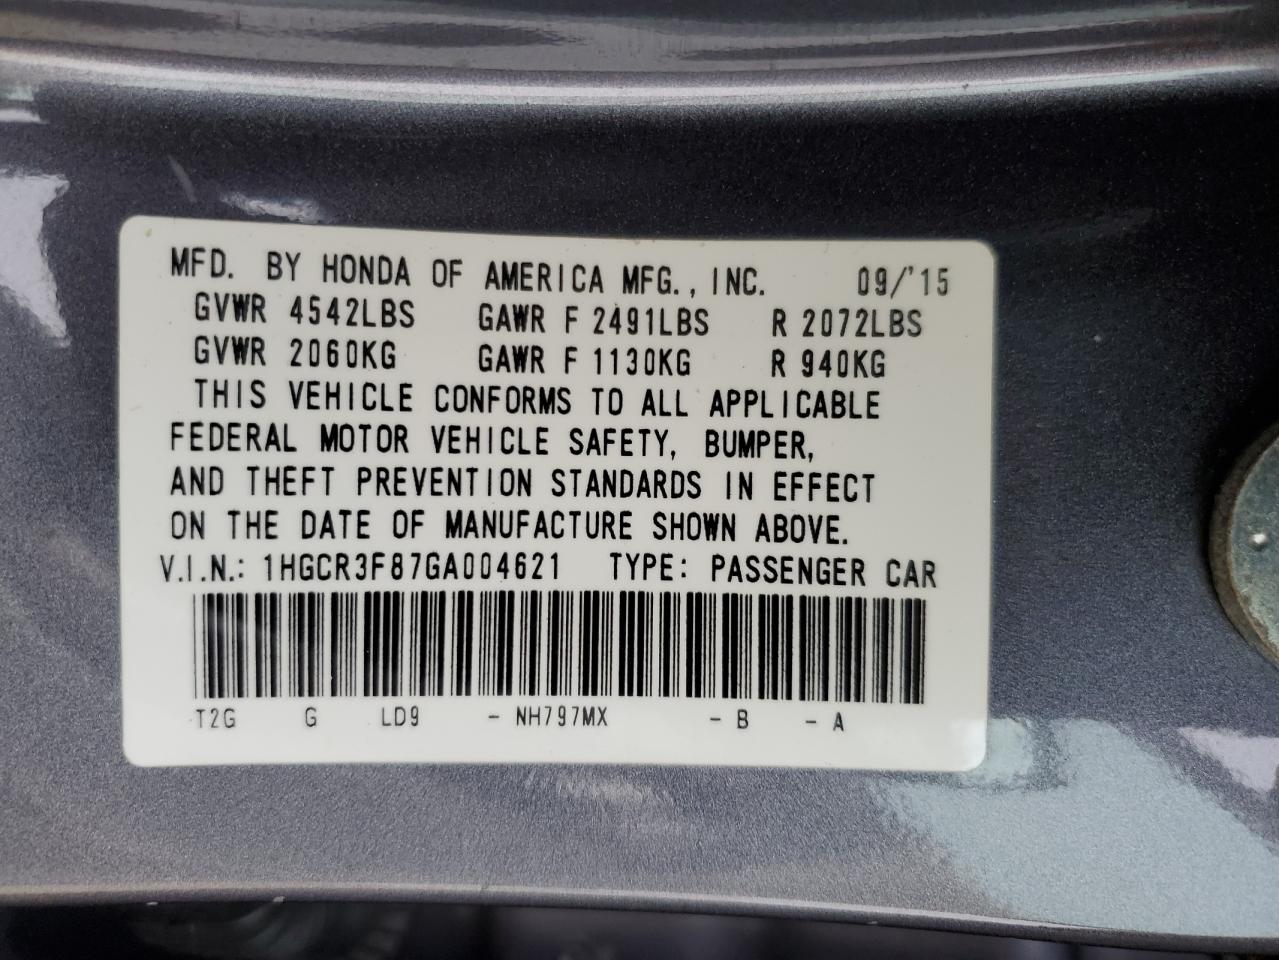 MFD. BY HONDA OF AMERICA MFG., INC. 09/'15
GVWR 4542LBS GAWR F 2491LBS R 2072LBS
GVWR 2060KG GAWR F 1130KG R 940KG
THIS VEHICLE CONFORMS TO ALL APPLICABLE
FEDERAL MOTOR VEHICLE SAFETY, BUMPER,
AND THEFT PREVENTION STANDARDS IN EFFECT
ON THE DATE OF MANUFACTURE SHOWN ABOVE.
V.I.N.: 1HGCR3F87GA004621 TYPE: PASSENGER CAR
T2G G LD9 - NH797MX - B - A